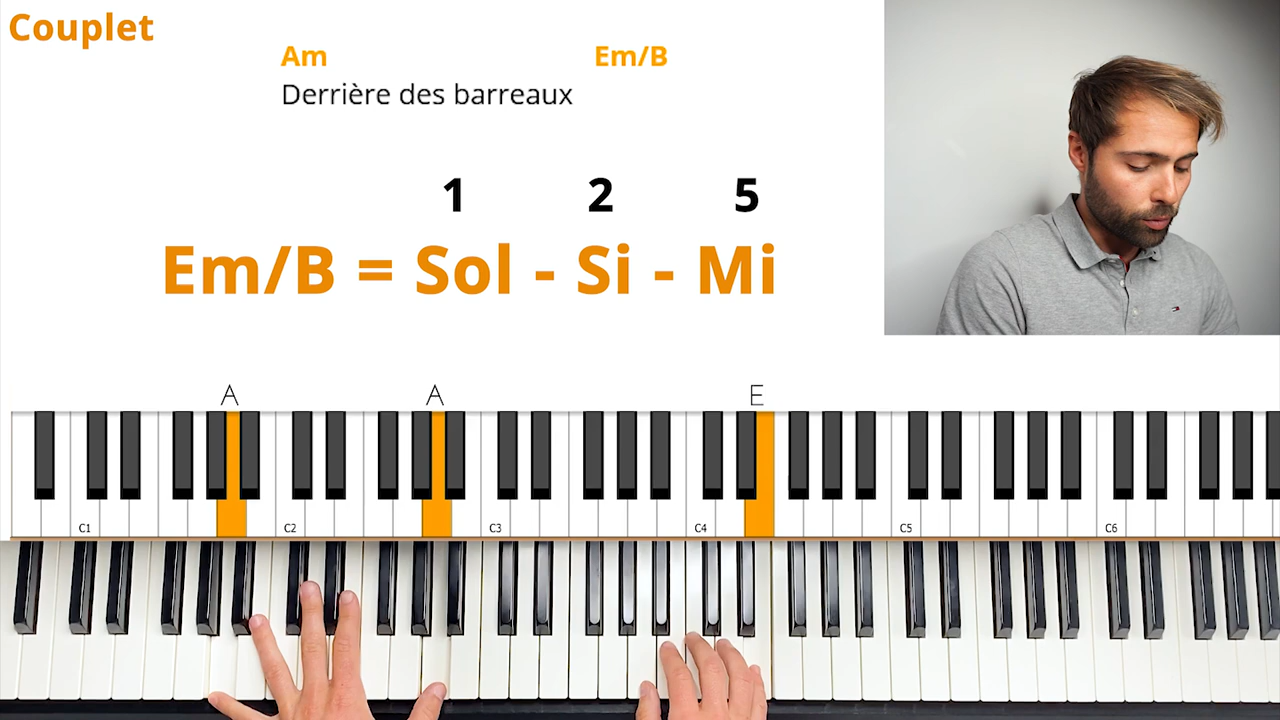 Couplet
Am Em/B
Derrière des barreaux
1 2 5
Em/B = Sol - Si - Mi
A A E
C1 C2 C3 C4 C5 C6